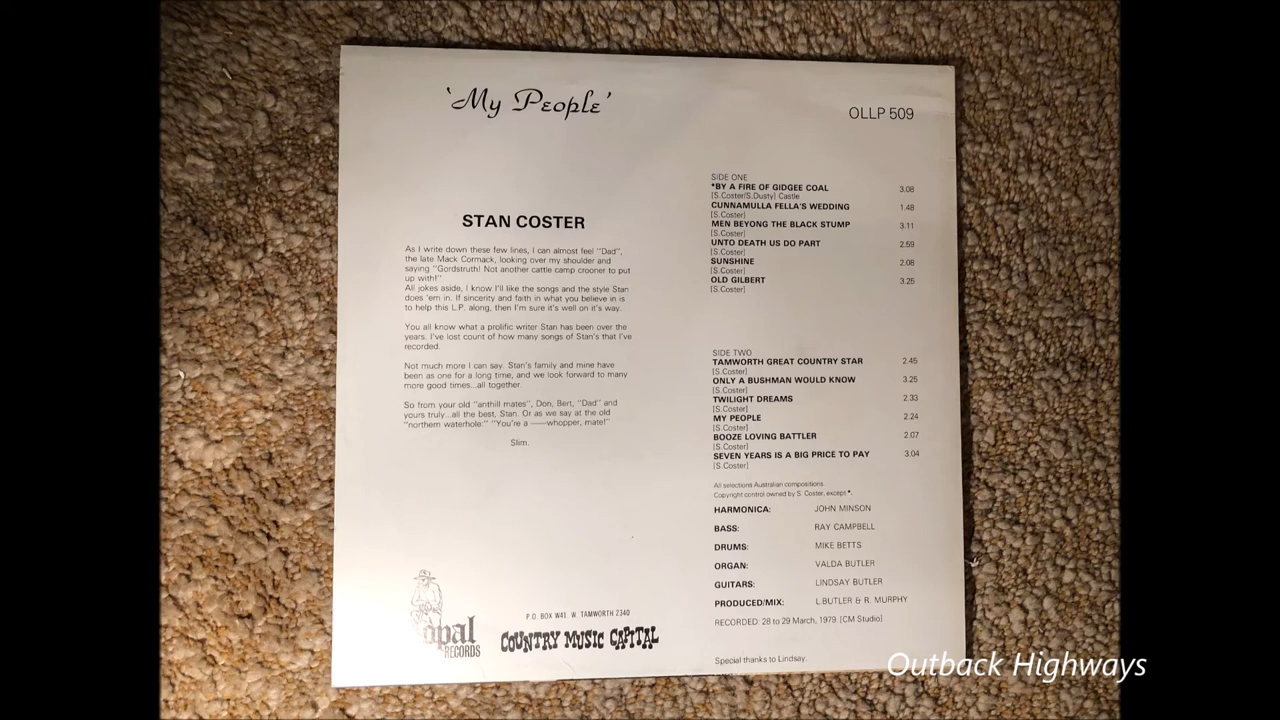 'My People'
OLLP 509
STAN COSTER
As I write down these few lines, I can almost feel "Dad",
the late Mack Cormack, looking over my shoulder and
saying "Gordstruth! Not another cattle camp crooner to put
up with!"
All jokes aside, I know I'll like the songs and the style Stan
does 'em in. If sincerity and faith in what you believe in is
to help this L.P. along, then I'm sure it's well on it's way.
You all know what a prolific writer Stan has been over the
years. I've lost count of how many songs of Stan's that I've
recorded.
Not much more I can say. Stan's family and mine have
been as one for a long time, and we look forward to many
more good times...all together.
So from your old "anthill mates", Don, Bert, "Dad" and
yours truly...all the best, Stan. Or as we say at the old
"northern waterhole:" "You're a ——whopper, mate!"
Slim.
SIDE ONE
*BY A FIRE OF GIDGEE COAL 3.08
[S.Coster/S.Dusty] Castle
CUNNAMULLA FELLA'S WEDDING 1.48
[S.Coster]
MEN BEYONG THE BLACK STUMP 3.11
[S.Coster]
UNTO DEATH US DO PART 2.59
[S.Coster]
SUNSHINE 2.08
[S.Coster]
OLD GILBERT 3.25
[S.Coster]
SIDE TWO
TAMWORTH GREAT COUNTRY STAR 2.45
[S.Coster]
ONLY A BUSHMAN WOULD KNOW 3.25
[S.Coster]
TWILIGHT DREAMS 2.33
[S.Coster]
MY PEOPLE 2.24
[S.Coster]
BOOZE LOVING BATTLER 2.07
[S.Coster]
SEVEN YEARS IS A BIG PRICE TO PAY 3.04
[S.Coster]
All selections Australian compositions.
Copyright control owned by S. Coster, except *.
HARMONICA: JOHN MINSON
BASS: RAY CAMPBELL
DRUMS: MIKE BETTS
ORGAN: VALDA BUTLER
GUITARS: LINDSAY BUTLER
PRODUCED/MIX: L.BUTLER & R. MURPHY
RECORDED: 28 to 29 March, 1979. [CM Studio]
Special thanks to Lindsay.
opal
RECORDS
P.O. BOX W41. W. TAMWORTH 2340
COUNTRY MUSIC CAPITAL
Outback Highways